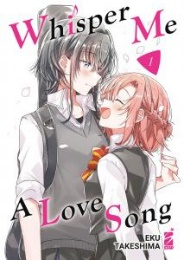 Whisper Me
1
A Love Song
EKU
TAKESHIMA